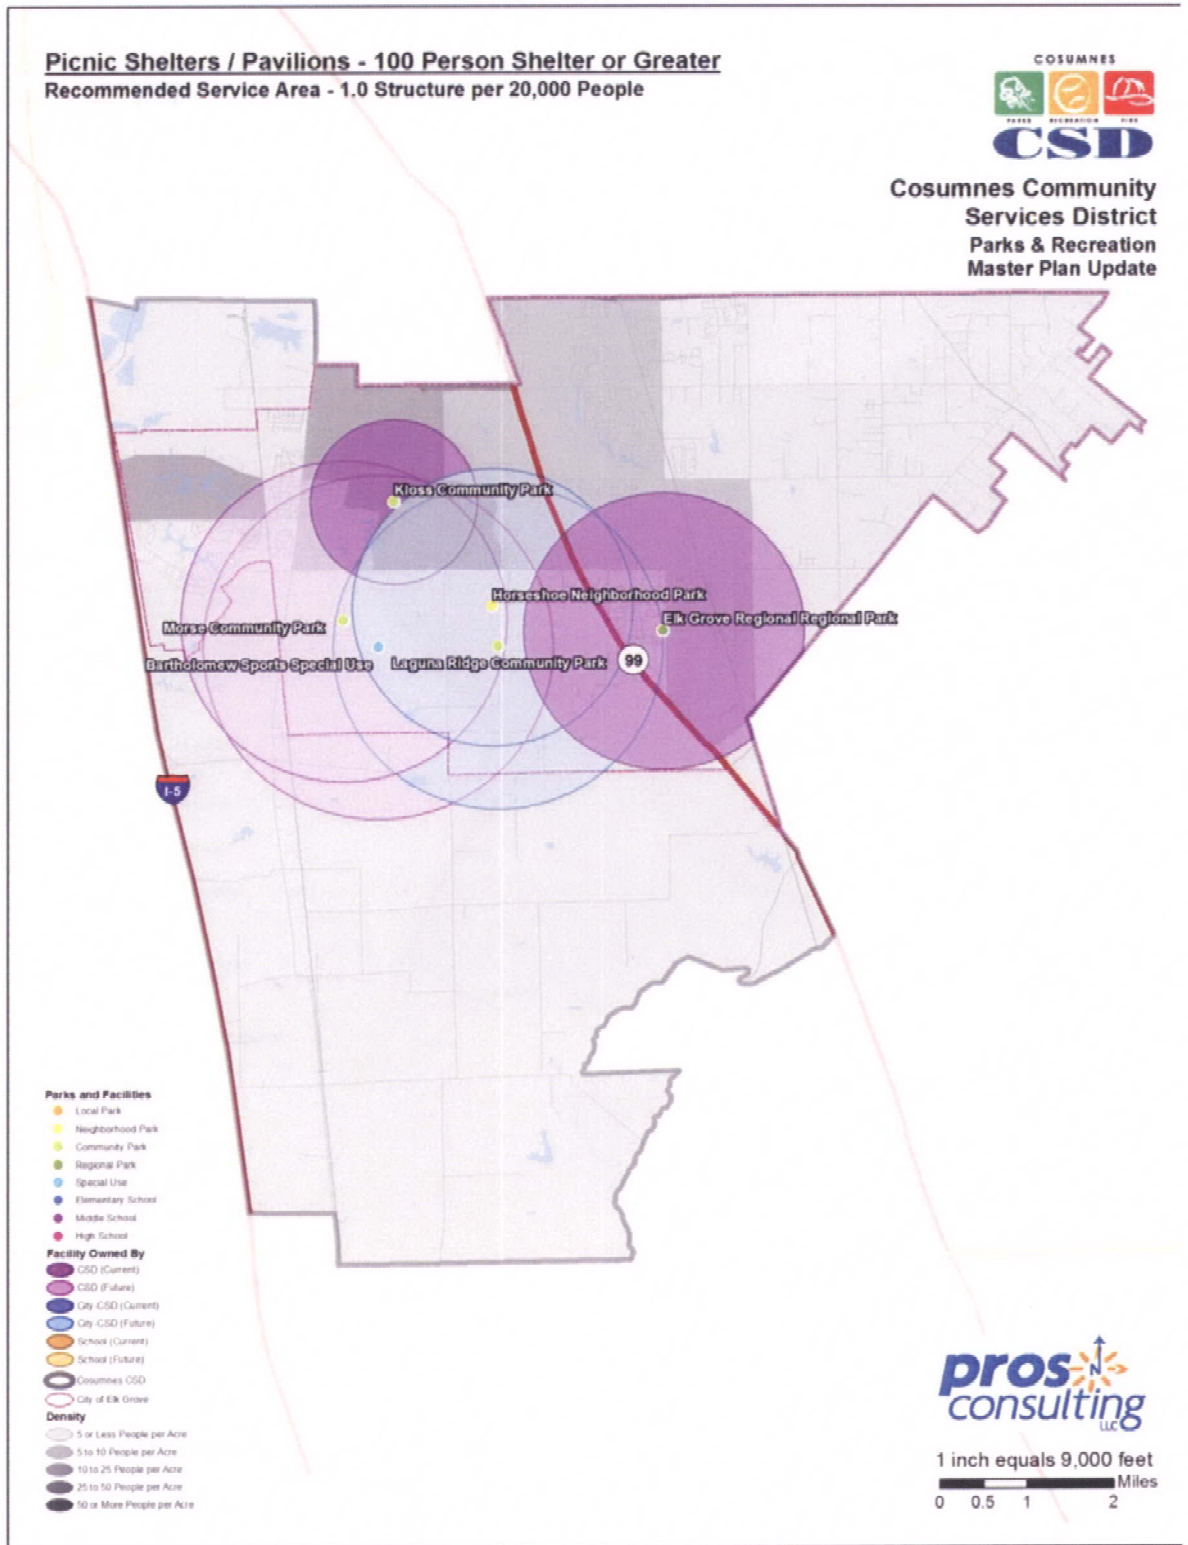 Picnic Shelters / Pavilions - 100 Person Shelter or Greater
Recommended Service Area - 1.0 Structure per 20,000 People
COSUMNES
PARKS RECREATION FIRE
CSD
Cosumnes Community
Services District
Parks & Recreation
Master Plan Update
Kloss Community Park
Horseshoe Neighborhood Park
Elk Grove Regional Regional Park
Morse Community Park
Bartholomew Sports Special Use
Laguna Ridge Community Park
99
I-5
Parks and Facilities
Local Park
Neighborhood Park
Community Park
Regional Park
Special Use
Elementary School
Middle School
High School
Facility Owned By
CSD (Current)
CSD (Future)
City-CSD (Current)
City-CSD (Future)
School (Current)
School (Future)
Cosumnes CSD
City of Elk Grove
Density
5 or Less People per Acre
5 to 10 People per Acre
10 to 25 People per Acre
25 to 50 People per Acre
50 or More People per Acre
N
pros
consulting
LLC
1 inch equals 9,000 feet
Miles
0 0.5 1 2